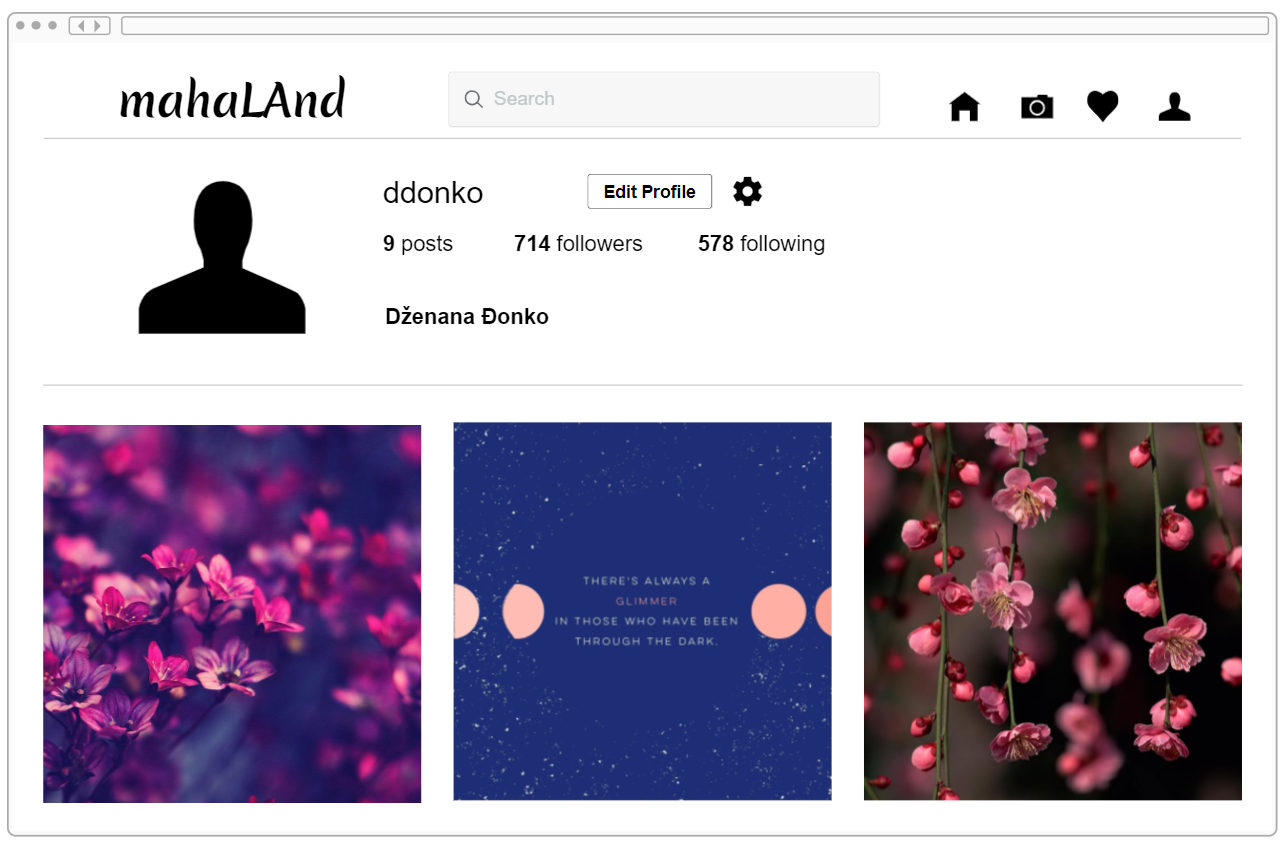 mahaLAnd
Search
ddonko
Edit Profile
9 posts 714 followers 578 following
Dženana Đonko
THERE'S ALWAYS A
GLIMMER
IN THOSE WHO HAVE BEEN
THROUGH THE DARK.